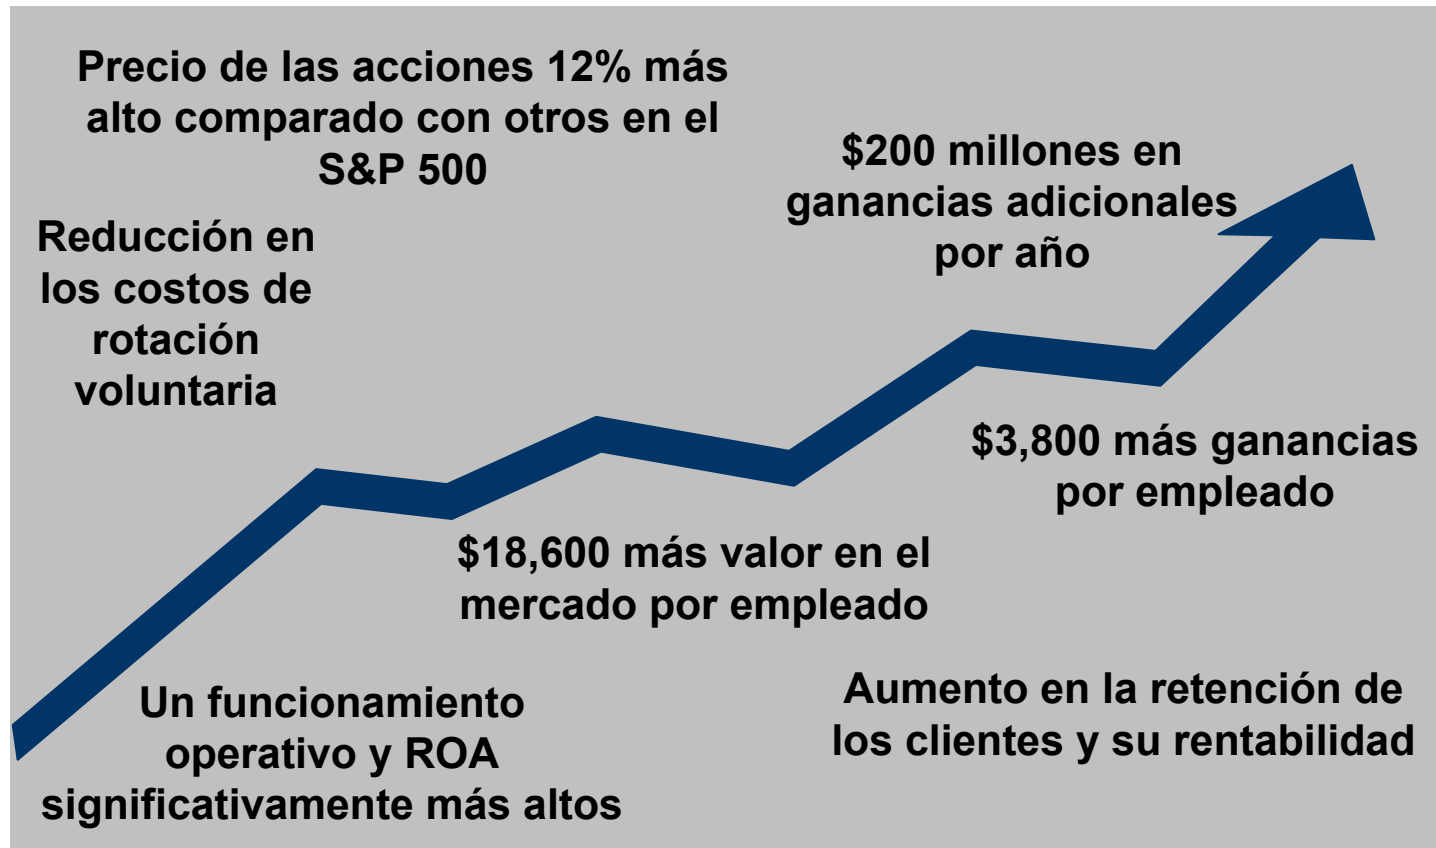 Precio de las acciones 12% más
alto comparado con otros en el
S&P 500
$200 millones en
ganancias adicionales
por año
Reducción en
los costos de
rotación
voluntaria
$3,800 más ganancias
por empleado
$18,600 más valor en el
mercado por empleado
Un funcionamiento
operativo y ROA
significativamente más altos
Aumento en la retención de
los clientes y su rentabilidad